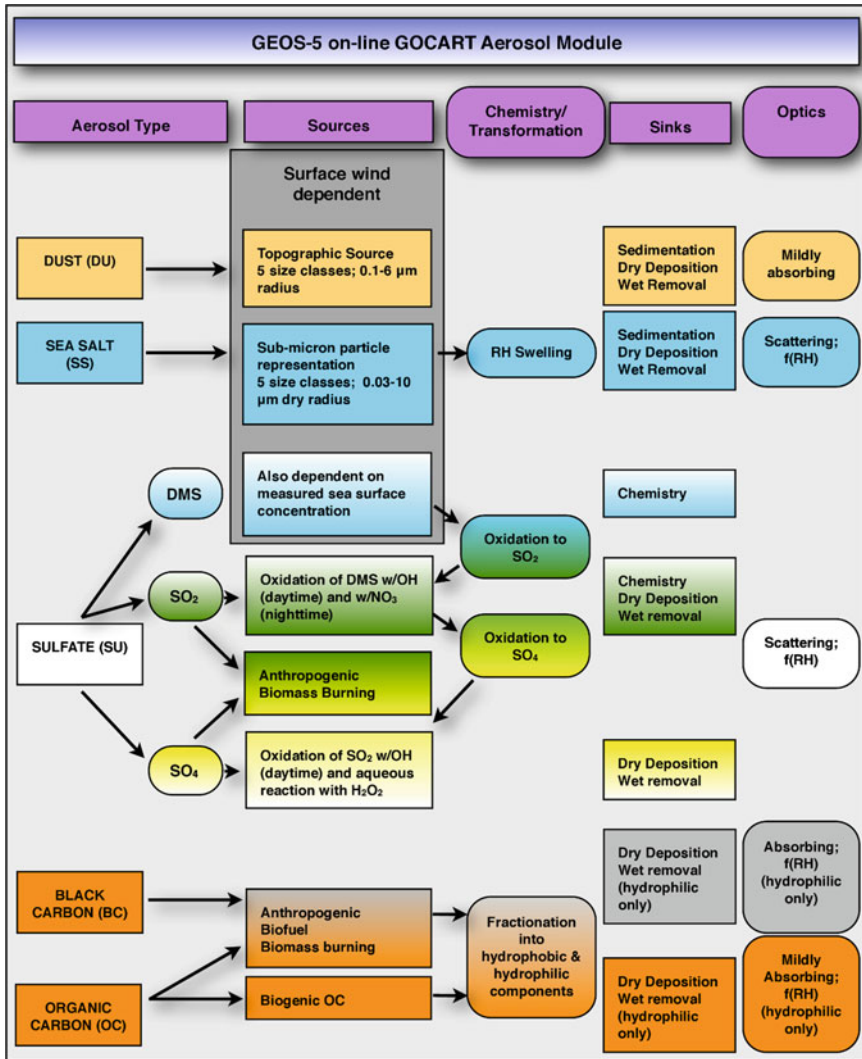 GEOS-5 on-line GOCART Aerosol Module
Aerosol Type
Sources
Chemistry/
Transformation
Sinks
Optics
Surface wind
dependent
DUST (DU)
Topographic Source
5 size classes; 0.1-6 µm
radius
Sedimentation
Dry Deposition
Wet Removal
Mildly
absorbing
SEA SALT
(SS)
Sub-micron particle
representation
5 size classes; 0.03-10
µm dry radius
RH Swelling
Sedimentation
Dry Deposition
Wet Removal
Scattering;
f(RH)
DMS
Also dependent on
measured sea surface
concentration
Chemistry
Oxidation to
SO₂
SO₂
Oxidation of DMS w/OH
(daytime) and w/NO₃
(nighttime)
Chemistry
Dry Deposition
Wet removal
SULFATE (SU)
Anthropogenic
Biomass Burning
Oxidation to
SO₄
Scattering;
f(RH)
SO₄
Oxidation of SO₂ w/OH
(daytime) and aqueous
reaction with H₂O₂
Dry Deposition
Wet removal
BLACK
CARBON (BC)
Anthropogenic
Biofuel
Biomass burning
Fractionation
into
hydrophobic &
hydrophilic
components
Dry Deposition
Wet removal
(hydrophilic
only)
Absorbing;
f(RH)
(hydrophilic
only)
ORGANIC
CARBON (OC)
Biogenic OC
Dry Deposition
Wet removal
(hydrophilic
only)
Mildly
Absorbing;
f(RH)
(hydrophilic
only)